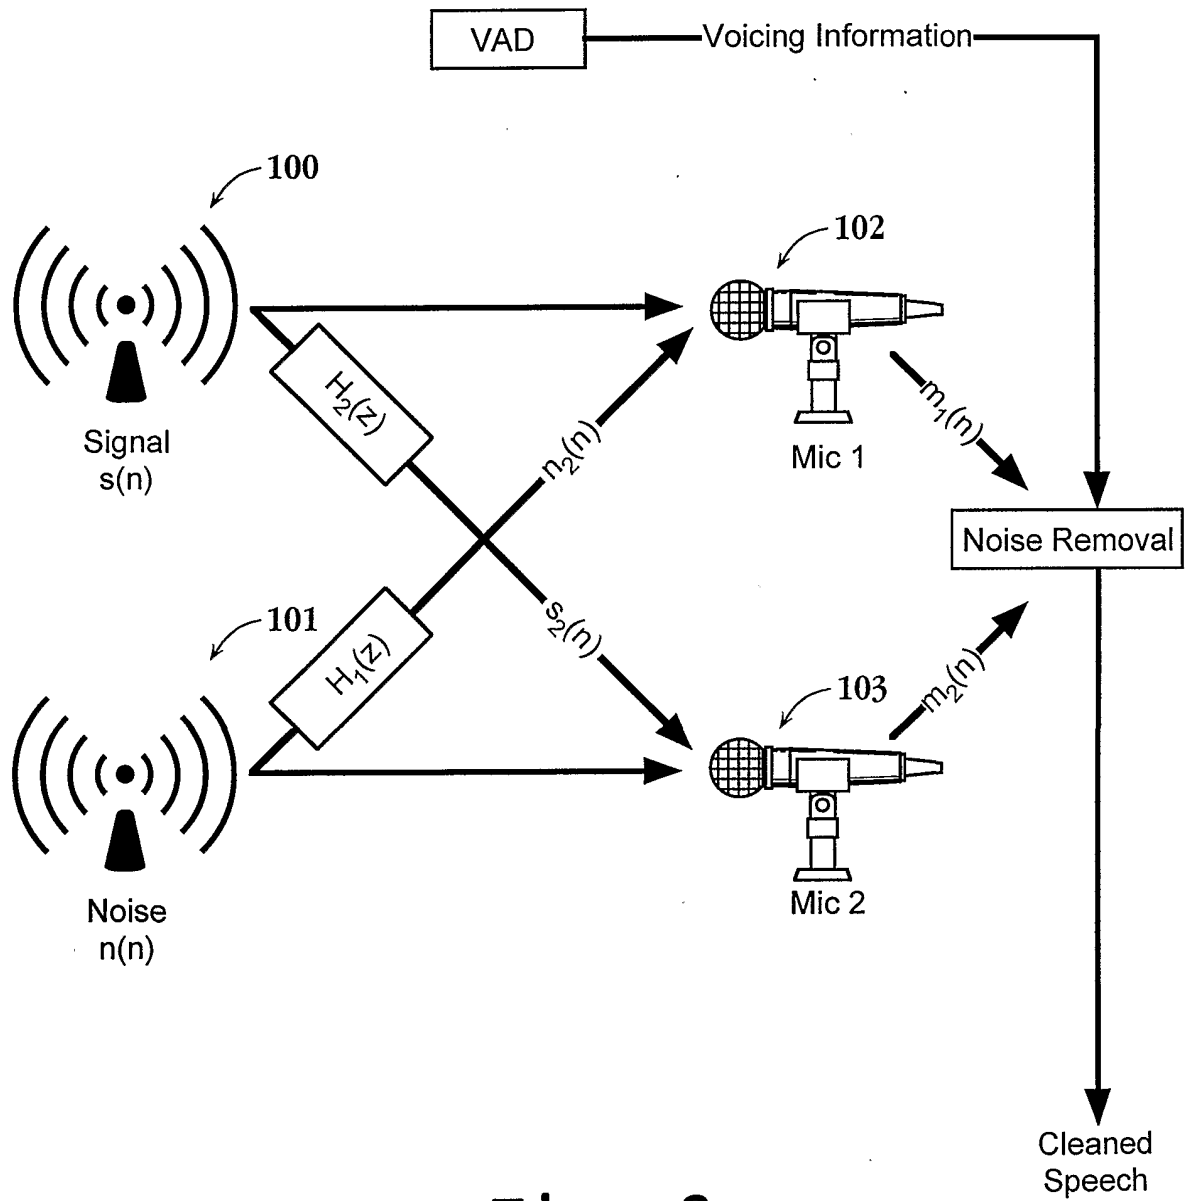 VAD
Voicing Information
100
102
H₂(z)
n₂(n)
m₁(n)
Signal
s(n)
Mic 1
Noise Removal
101
H₁(z)
s₂(n)
103
m₂(n)
Noise
n(n)
Mic 2
Cleaned
Speech